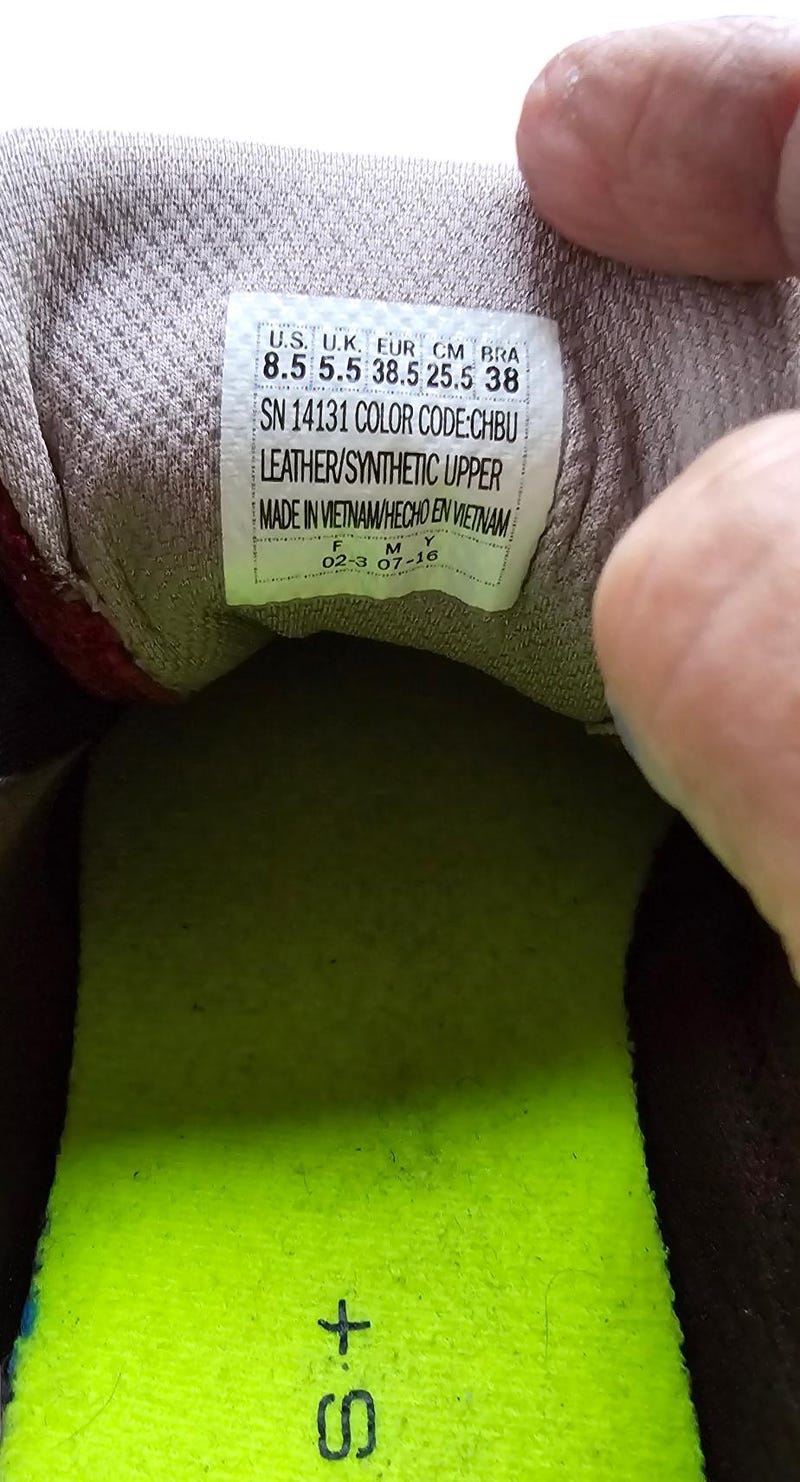 U.S. U.K. EUR CM BRA
8.5 5.5 38.5 25.5 38
SN 14131 COLOR CODE:CHBU
LEATHER/SYNTHETIC UPPER
MADE IN VIETNAM/HECHO EN VIETNAM
F M Y
02-3 07-16
S.t